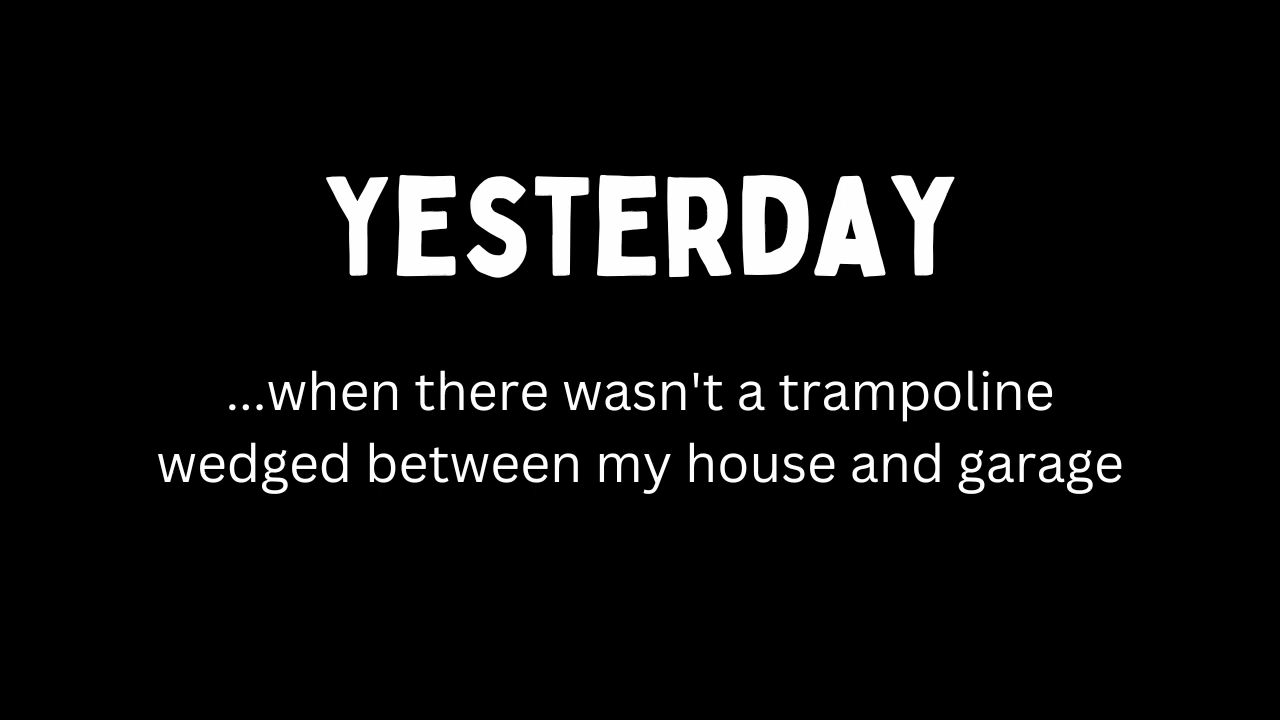 YESTERDAY
...when there wasn't a trampoline
wedged between my house and garage